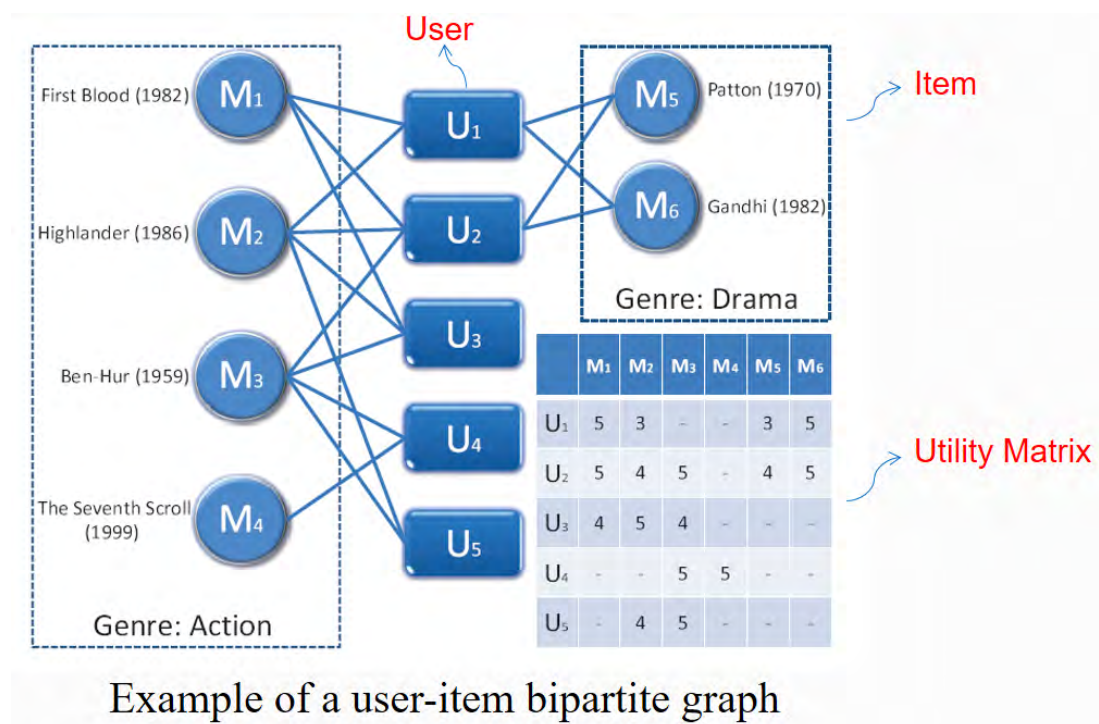 User
First Blood (1982)
M1
U1
M5
Patton (1970)
Item
Highlander (1986)
M2
U2
M6
Gandhi (1982)
Genre: Drama
Ben-Hur (1959)
M3
U3
The Seventh Scroll
(1999)
M4
U4
U5
Genre: Action
M1 M2 M3 M4 M5 M6
U1 5 3 - - 3 5
U2 5 4 5 - 4 5
U3 4 5 4 - - -
U4 - - 5 5 - -
U5 - 4 5 - - -
Utility Matrix
Example of a user-item bipartite graph